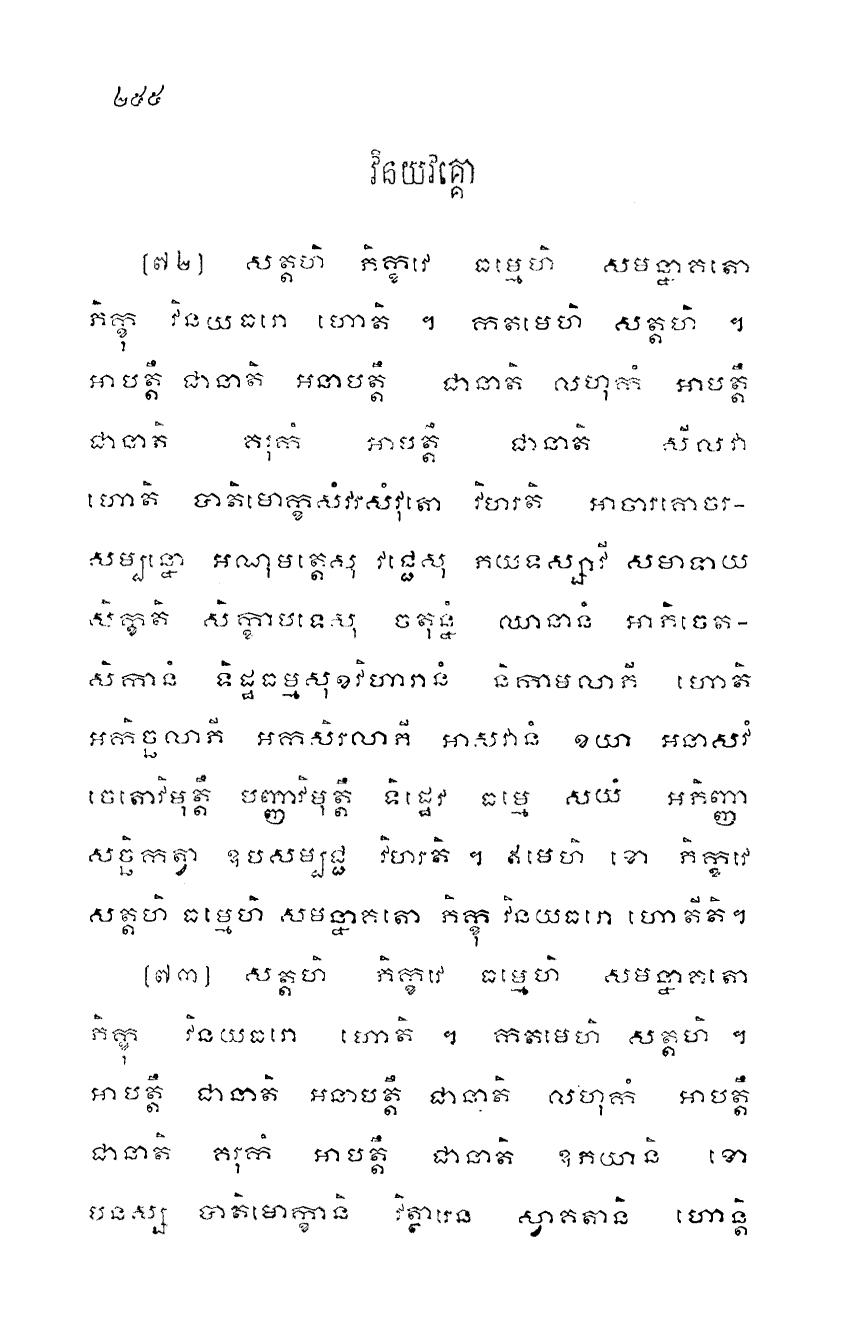 ២៥៥
វិនយវគ្គោ
[៧២] សត្តហិ ភិក្ខវេ ធម្មេហិ សមន្នាគតោ
ភិក្ខុ វិនយធរោ ហោតិ ។ កតមេហិ សត្តហិ ។
អាបត្តឹ ជានាតិ អនាបត្តឹ ជានាតិ លហុកំ អាបត្តឹ
ជានាតិ គរុកំ អាបត្តឹ ជានាតិ សីលវា
ហោតិ បាតិមោក្ខសំវរសំវុតោ វិហរតិ អាចារគោចរ-
សម្បន្នោ អណុមត្តេសុ វជ្ជេសុ ភយទស្សាវី សមាទាយ
សិក្ខតិ សិក្ខាបទេសុ ចតុន្នំ ឈានានំ អាភិចេត-
សិកានំ ទិដ្ឋធម្មសុខវិហារានំ និកាមលាភី ហោតិ
អកិច្ឆលាភី អកសិរលាភី អាសវានំ ខយា អនាសវំ
ចេតោវិមុត្តឹ បញ្ញាវិមុត្តឹ ទិដ្ឋេវ ធម្មេ សយំ អភិញ្ញា
សច្ឆិកត្វា ឧបសម្បជ្ជ វិហរតិ ។ ឥមេហិ ខោ ភិក្ខវេ
សត្តហិ ធម្មេហិ សមន្នាគតោ ភិក្ខុ វិនយធរោ ហោតីតិ។
[៧៣] សត្តហិ ភិក្ខវេ ធម្មេហិ សមន្នាគតោ
ភិក្ខុ វិនយធរោ ហោតិ ។ កតមេហិ សត្តហិ ។
អាបត្តឹ ជានាតិ អនាបត្តឹ ជានាតិ លហុកំ អាបត្តឹ
ជានាតិ គរុកំ អាបត្តឹ ជានាតិ ឧភយានិ ខោ
បនស្ស បាតិមោក្ខានិ វិត្ថារេន ស្វាគតានិ ហោន្តិ